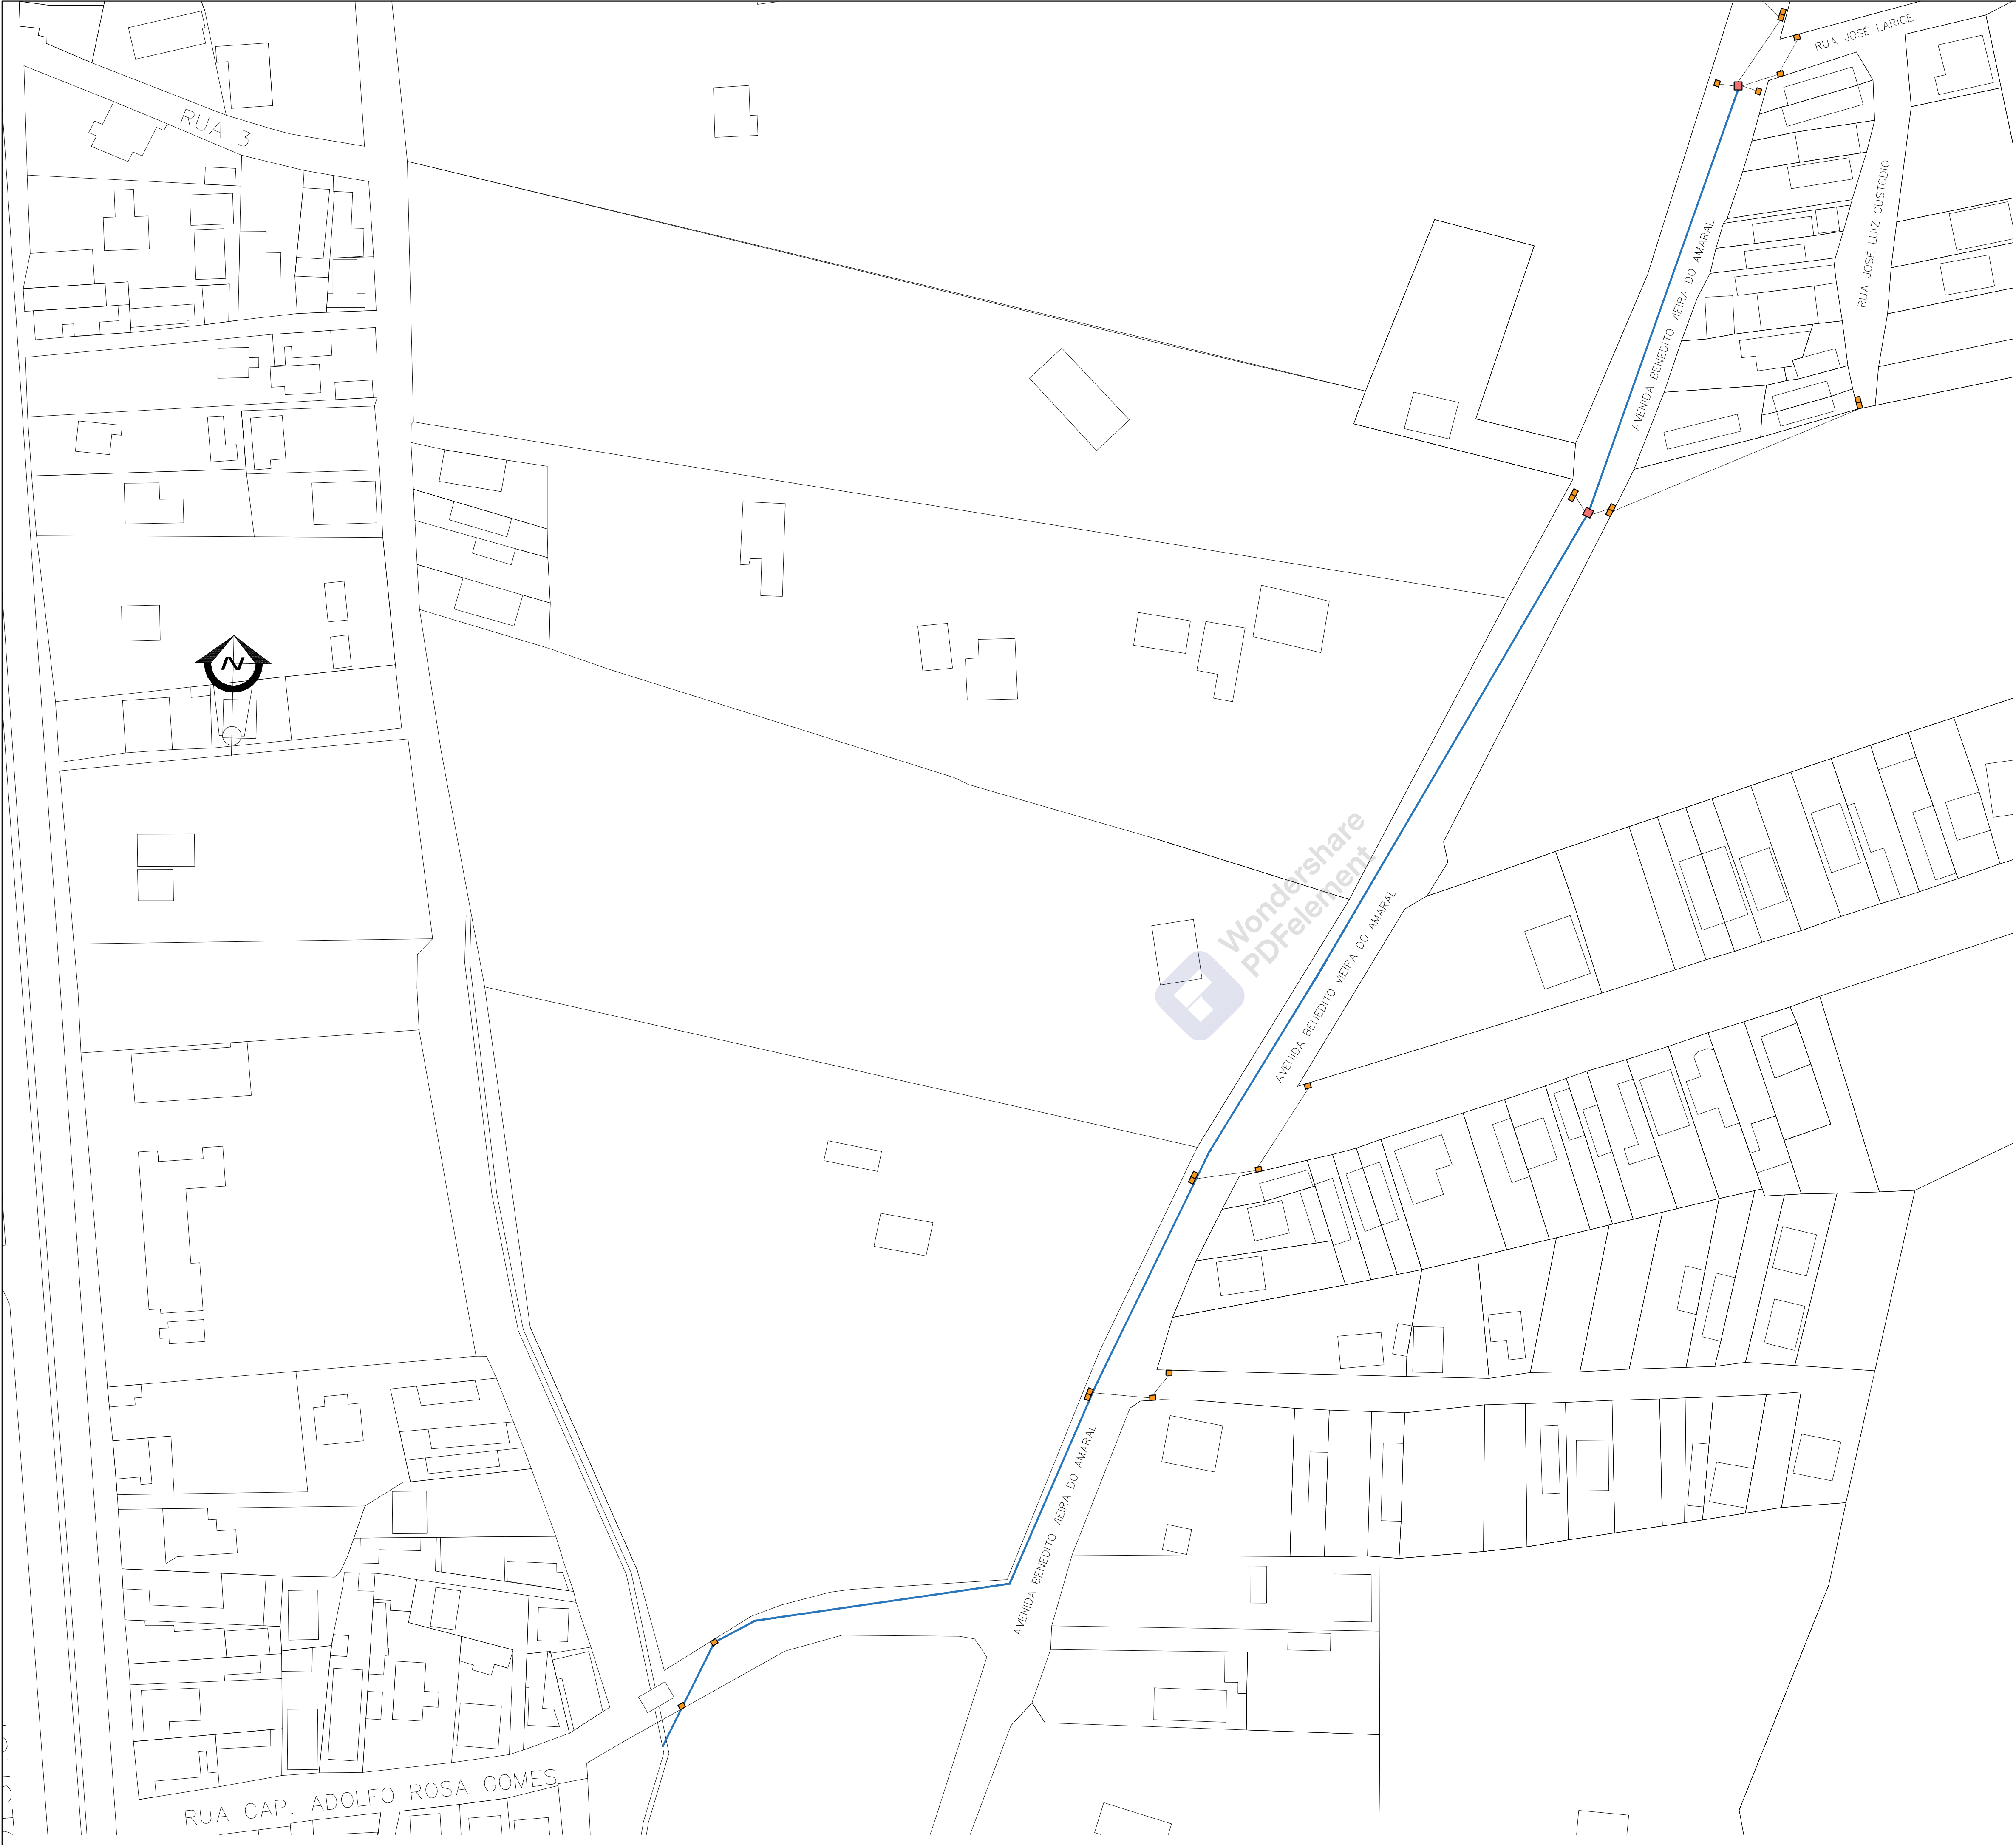 RUA JOSÉ LARICE
RUA 3
RUA JOSÉ LUIZ CUSTODIO
AVENIDA BENEDITO VIEIRA DO AMARAL
N
Wondershare
PDFelement
AVENIDA BENEDITO VIEIRA DO AMARAL
AVENIDA BENEDITO VIEIRA DO AMARAL
RUA CAP. ADOLFO ROSA GOMES